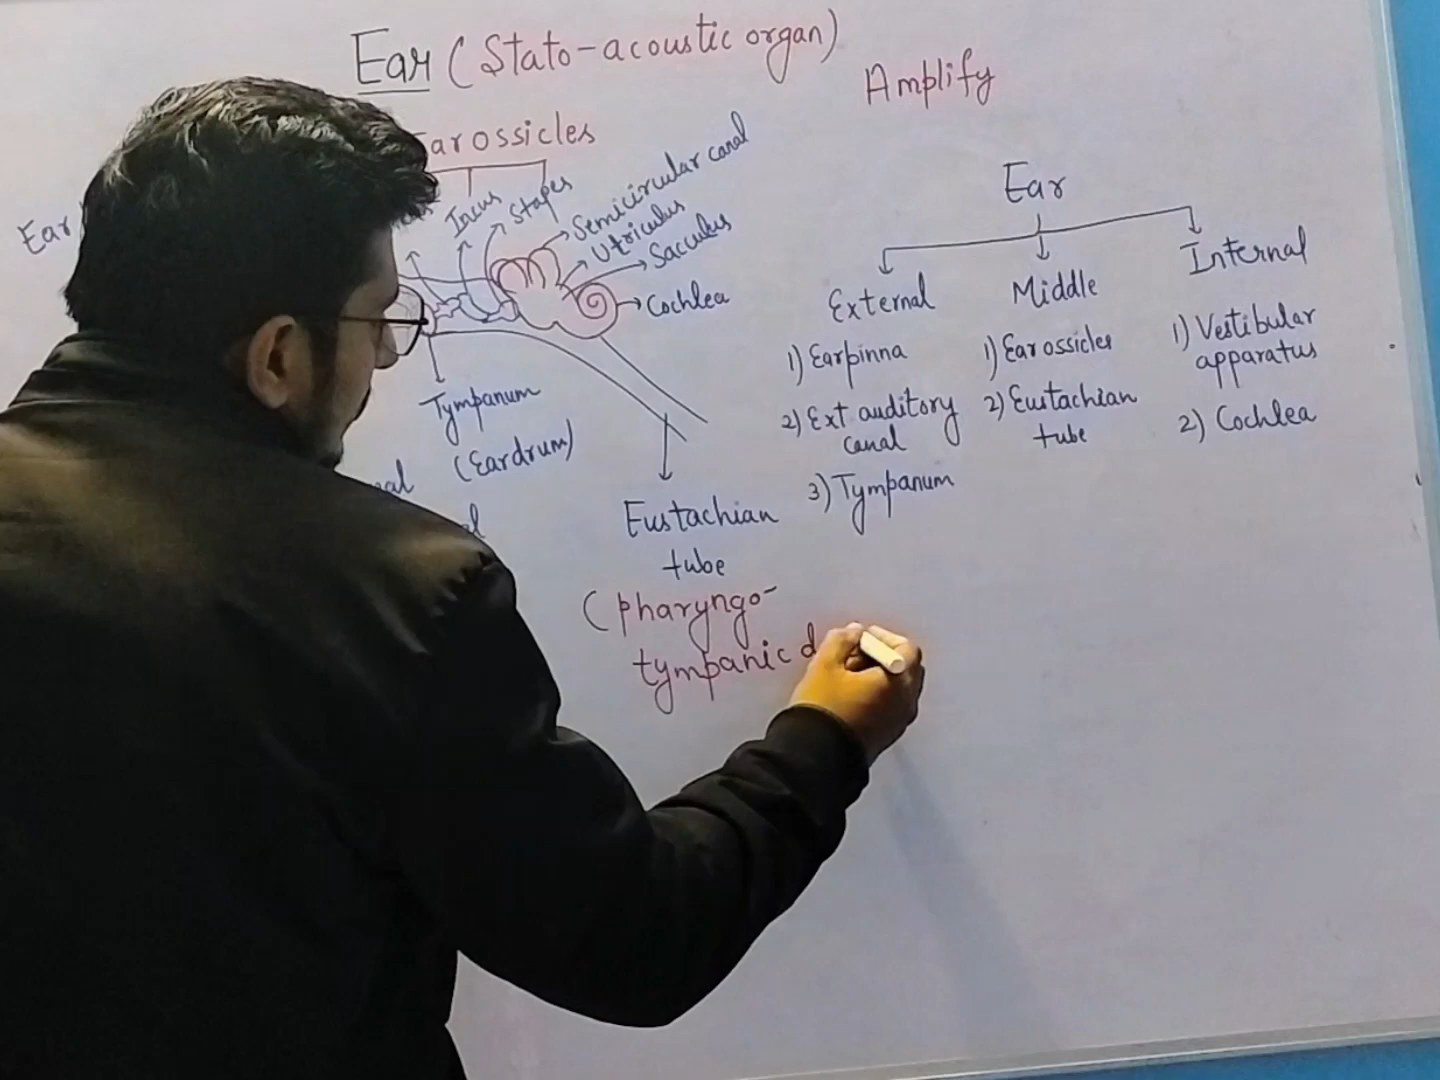 Ear (Stato-acoustic organ)
Amplify
Ear ossicles
Incus
Stapes
Semicircular canal
Utriculus
Sacculus
Cochlea
Ear
Tympanum
(Eardrum)
Eustachian
tube
(pharyngo-
tympanic d
Ear
External
1) Earpinna
2) Ext auditory
canal
3) Tympanum
Middle
1) Ear ossicles
2) Eustachian
tube
Internal
1) Vestibular
apparatus
2) Cochlea